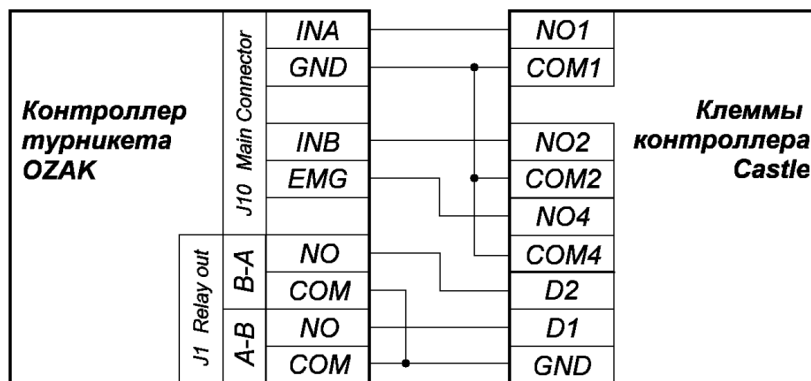 Контроллер
турникета
OZAK
J10 Main Connector
INA
GND
INB
EMG
J1 Relay out
B-A
NO
COM
A-B
NO
COM
NO1
COM1
NO2
COM2
NO4
COM4
D2
D1
GND
Клеммы
контроллера
Castle